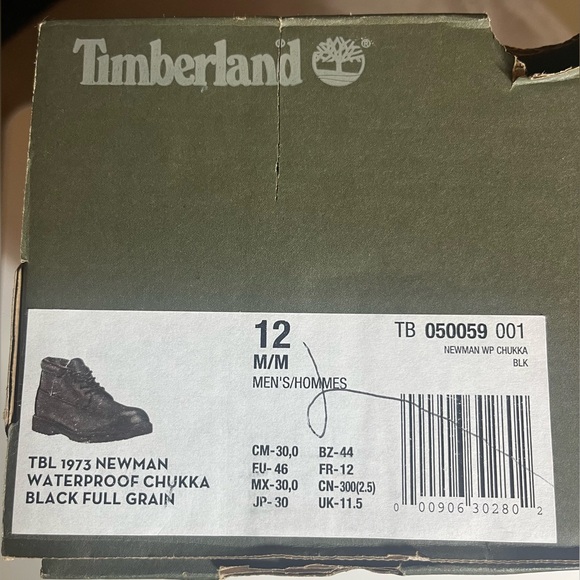 Timberland ®
12
M/M
MEN'S/HOMMES
TB 050059 001
NEWMAN WP CHUKKA
BLK
TBL 1973 NEWMAN
WATERPROOF CHUKKA
BLACK FULL GRAIN
CM-30,0 BZ-44
EU-46 FR-12
MX-30,0 CN-300(2.5)
JP-30 UK-11.5
0 00906 30280 2